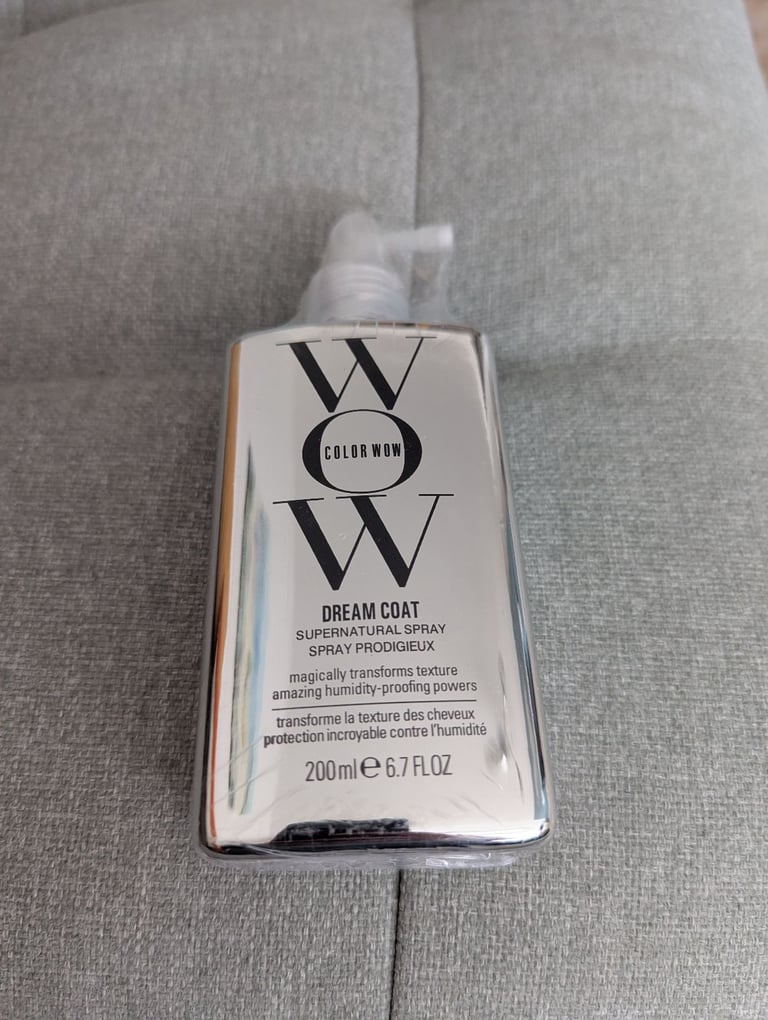 W
O
COLOR WOW
W
DREAM COAT
SUPERNATURAL SPRAY
SPRAY PRODIGIEUX
magically transforms texture
amazing humidity-proofing powers
transforme la texture des cheveux
protection incroyable contre l'humidité
200ml e 6.7 FL OZ